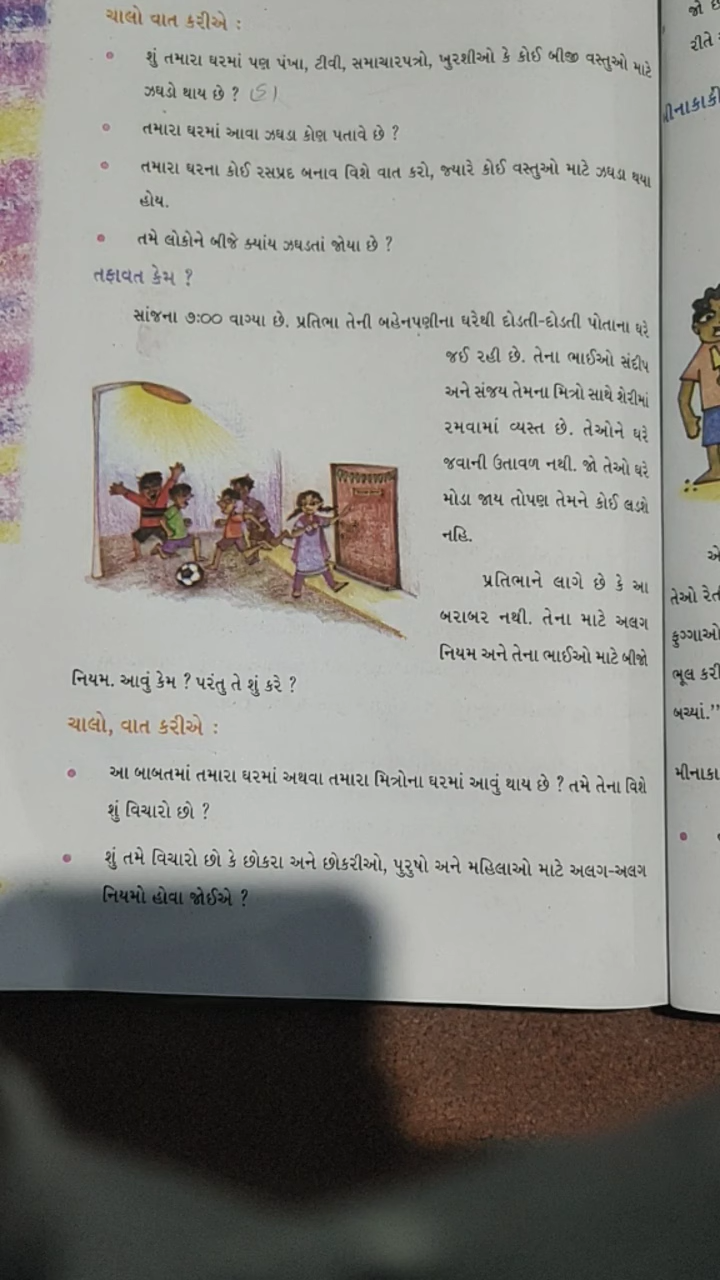 ચાલો વાત કરીએ :
• શું તમારા ઘરમાં પણ પંખા, ટીવી, સમાચારપત્રો, ખુરશીઓ કે કોઈ બીજી વસ્તુઓ માટે
ઝઘડો થાય છે ?
• તમારા ઘરમાં આવા ઝઘડા કોણ પતાવે છે ?
• તમારા ઘરના કોઈ રસપ્રદ બનાવ વિશે વાત કરો, જ્યારે કોઈ વસ્તુઓ માટે ઝઘડા થયા
હોય.
• તમે લોકોને બીજે ક્યાંય ઝઘડતાં જોયા છે ?
તફાવત કેમ ?
સાંજના ૭:૦૦ વાગ્યા છે. પ્રતિભા તેની બહેનપણીના ઘરેથી દોડતી-દોડતી પોતાના ઘરે
જઈ રહી છે. તેના ભાઈઓ સંદીપ
અને સંજય તેમના મિત્રો સાથે શેરીમાં
રમવામાં વ્યસ્ત છે. તેઓને ઘરે
જવાની ઉતાવળ નથી. જો તેઓ ઘરે
મોડા જાય તોપણ તેમને કોઈ લડશે
નહિ.
પ્રતિભાને લાગે છે કે આ
બરાબર નથી. તેના માટે અલગ
નિયમ અને તેના ભાઈઓ માટે બીજો
નિયમ. આવું કેમ ? પરંતુ તે શું કરે ?
ચાલો, વાત કરીએ :
• આ બાબતમાં તમારા ઘરમાં અથવા તમારા મિત્રોના ઘરમાં આવું થાય છે ? તમે તેના વિશે
શું વિચારો છો ?
• શું તમે વિચારો છો કે છોકરા અને છોકરીઓ, પુરુષો અને મહિલાઓ માટે અલગ-અલગ
નિયમો હોવા જોઈએ ?
રીતે
તેઓ
ફુગ્ગાઓ
ભૂલ કરી
બચ્યાં.”